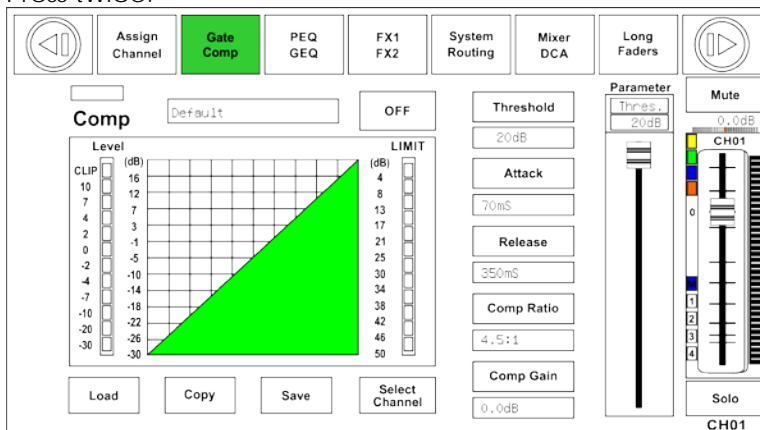 Assign Channel
Gate Comp
PEQ GEQ
FX1 FX2
System Routing
Mixer DCA
Long Faders
Comp
Default
OFF
Threshold
20dB
Attack
70mS
Release
350mS
Comp Ratio
4.5:1
Comp Gain
0.0dB
Parameter
Thres.
20dB
Mute
0.0dB
CH01
0
1
2
3
4
Solo
CH01
Level
CLIP
10
7
4
2
0
-2
-4
-7
-10
-20
-30
(dB)
16
12
7
3
-1
-5
-10
-14
-18
-22
-26
-30
LIMIT
(dB)
4
8
13
17
21
25
30
34
38
42
46
50
Load
Copy
Save
Select Channel